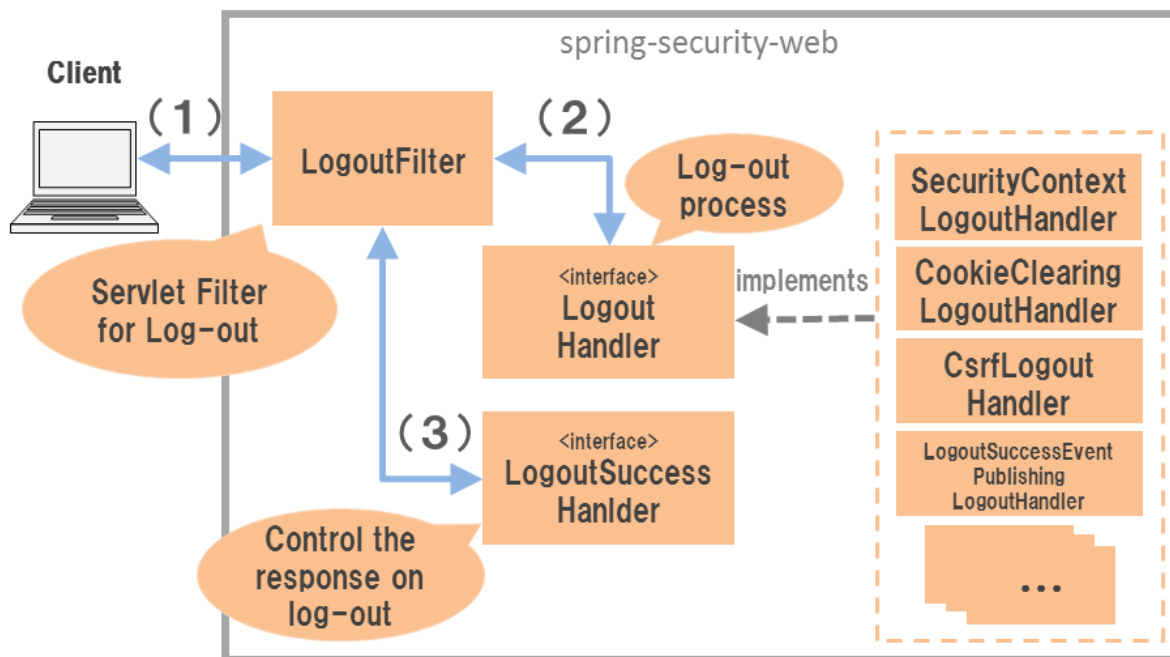 spring-security-web
Client
(1)
LogoutFilter
(2)
Log-out
process
Servlet Filter
for Log-out
<interface>
Logout
Handler
implements
SecurityContext
LogoutHandler
CookieClearing
LogoutHandler
CsrfLogout
Handler
LogoutSuccessEvent
Publishing
LogoutHandler
...
(3)
<interface>
LogoutSuccess
Hanlder
Control the
response on
log-out